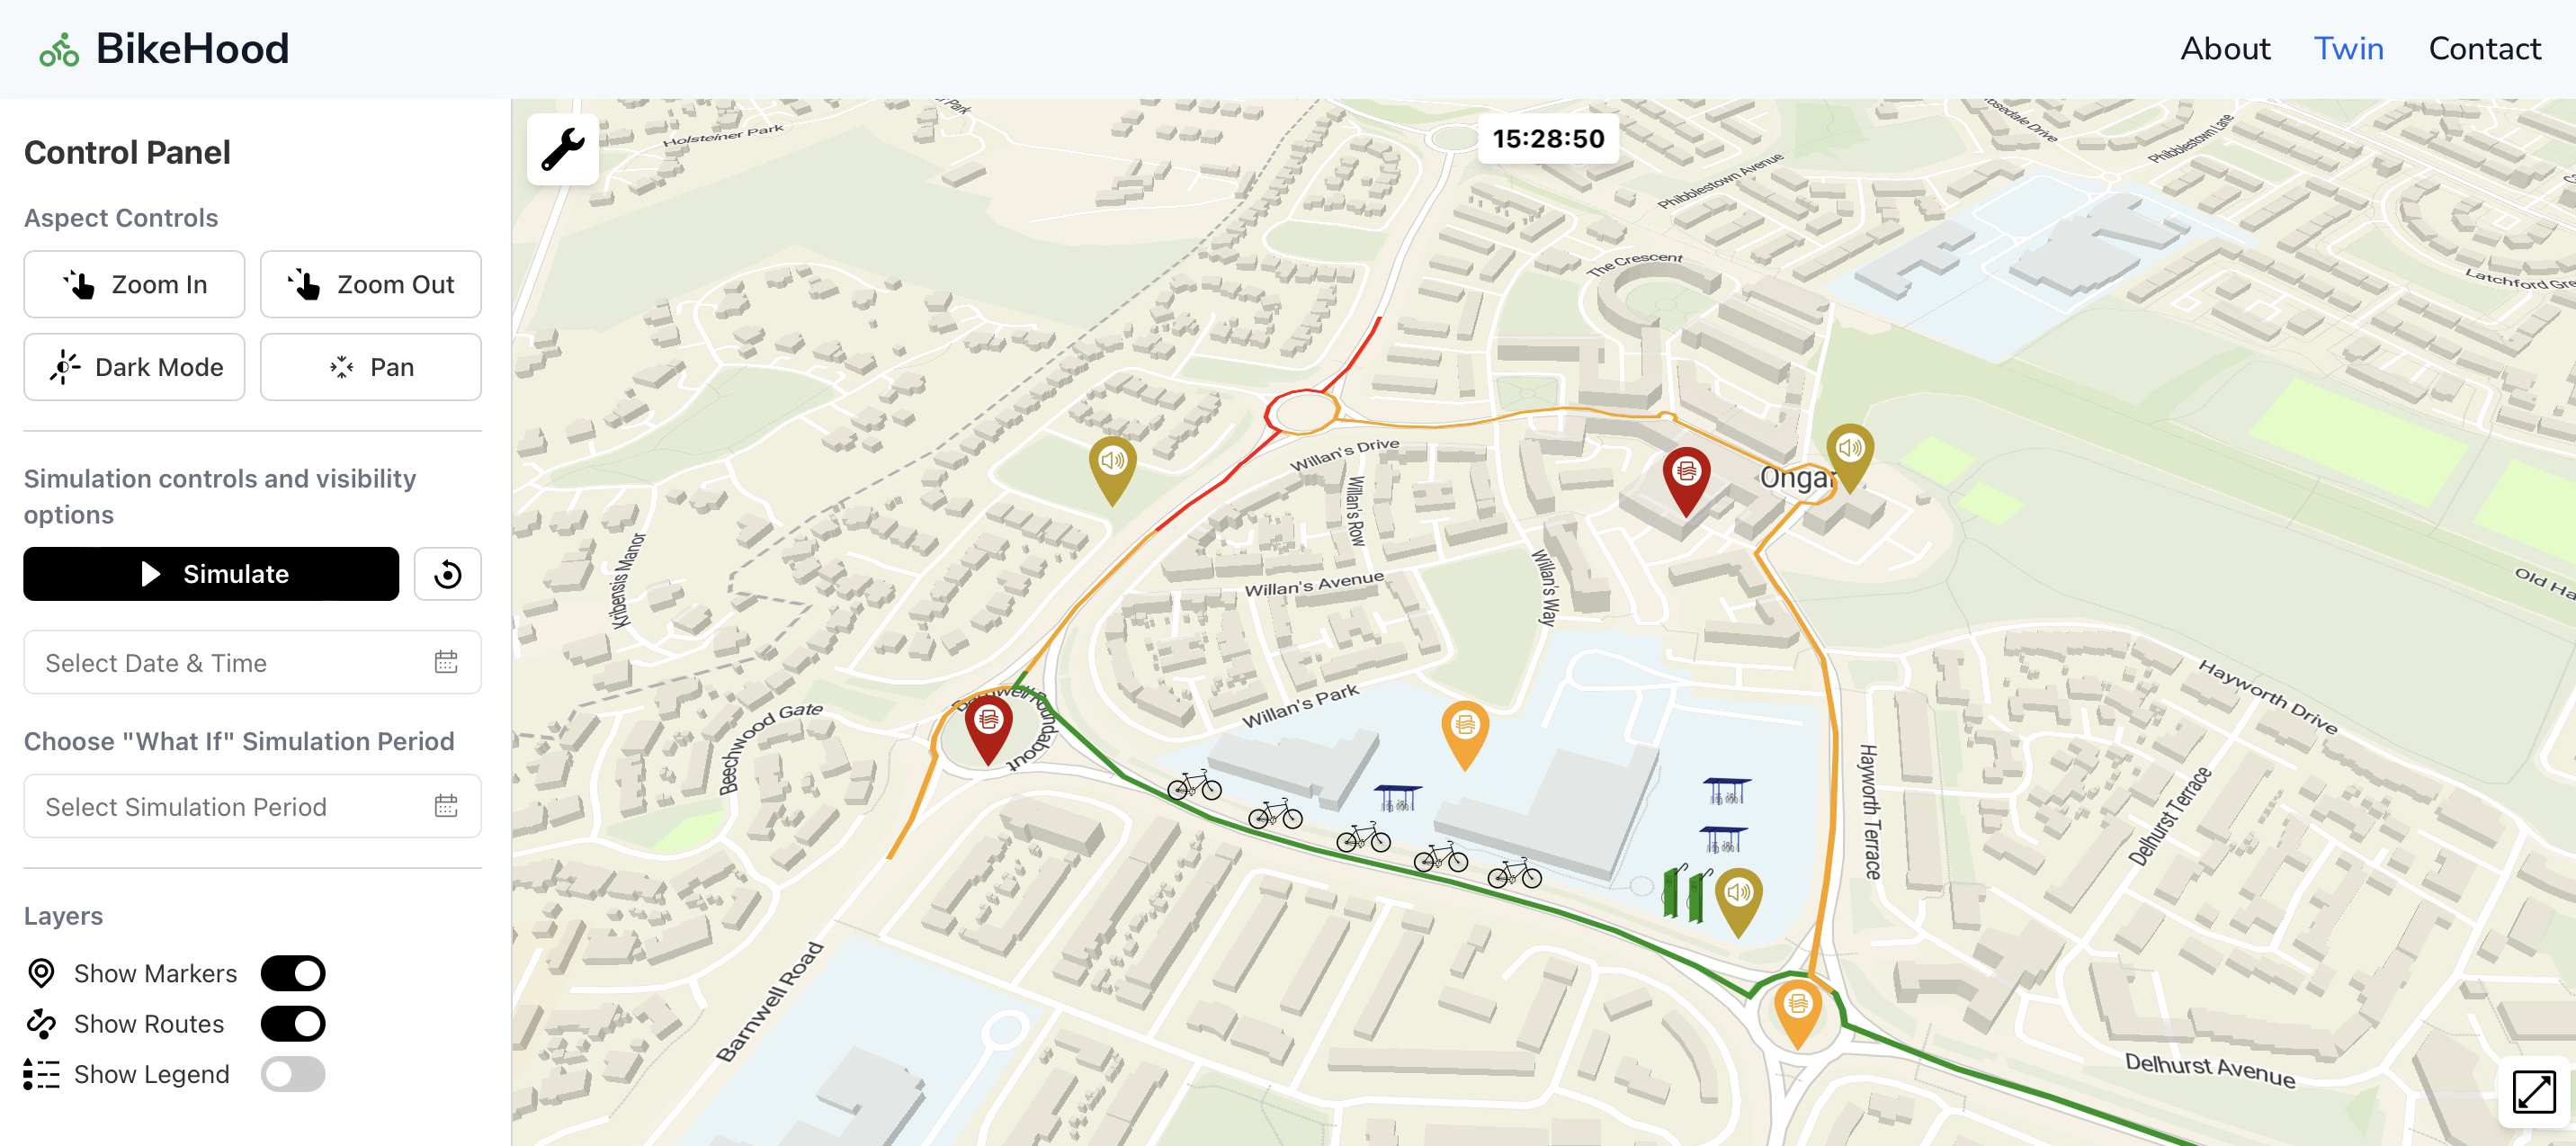 BikeHood
About
Twin
Contact
Control Panel
Aspect Controls
Zoom In
Zoom Out
Dark Mode
Pan
Simulation controls and visibility
options
Simulate
Select Date & Time
Choose "What If" Simulation Period
Select Simulation Period
Layers
Show Markers
Show Routes
Show Legend
15:28:50
Park
Holsteiner Park
Phibblestown Avenue
Phibblestown Lane
The Crescent
Latchford Gre
Willan's Drive
Willan's Row
Ongar
Kribensis Manor
Willan's Avenue
Willan's Way
Old Ha
Willan's Park
Beechwood Gate
Barnwell Roundabout
Hayworth Drive
Hayworth Terrace
Delhurst Terrace
Barnwell Road
Delhurst Avenue